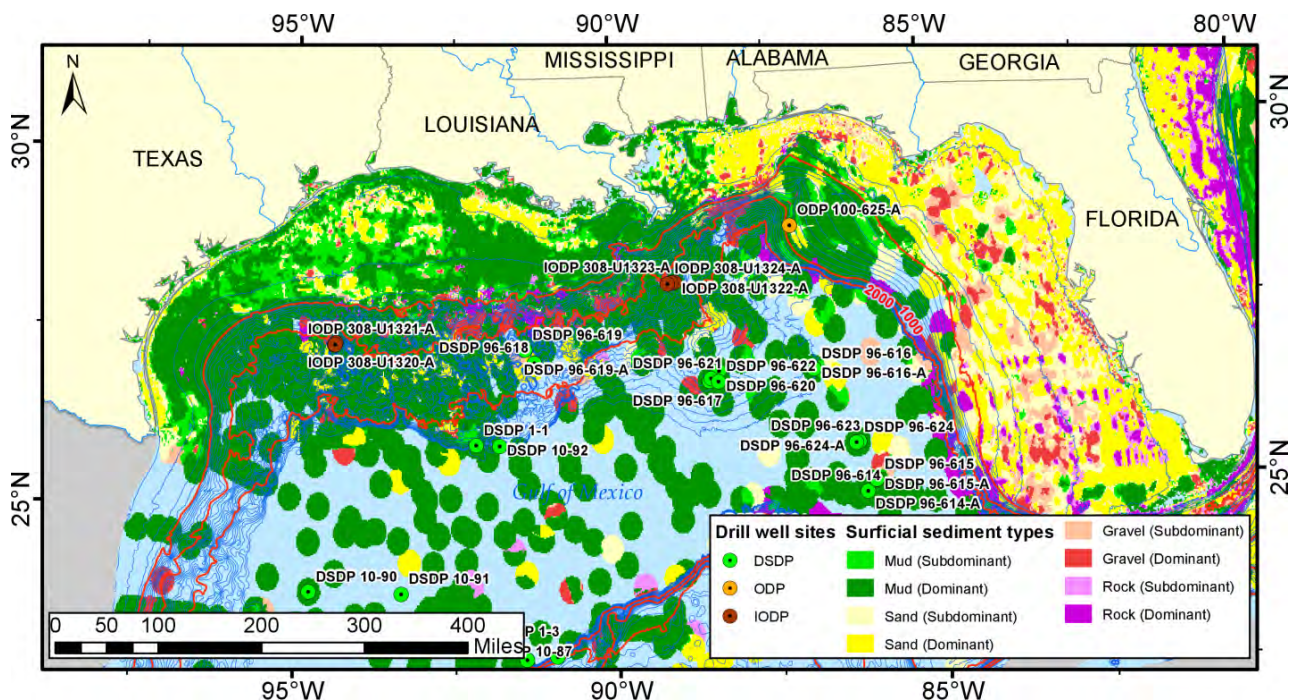 95°W
90°W
85°W
80°W
N
MISSISSIPPI
ALABAMA
GEORGIA
LOUISIANA
TEXAS
FLORIDA
30°N
30°N
ODP 100-625-A
IODP 308-U1323-A
IODP 308-U1324-A
IODP 308-U1322-A
2000
1000
IODP 308-U1321-A
IODP 308-U1320-A
DSDP 96-619
DSDP 96-618
DSDP 96-619-A
DSDP 96-621
DSDP 96-622
DSDP 96-620
DSDP 96-617
DSDP 96-616
DSDP 96-616-A
DSDP 1-1
DSDP 10-92
DSDP 96-623
DSDP 96-624
DSDP 96-624-A
DSDP 96-615
DSDP 96-614
DSDP 96-615-A
DSDP 96-614-A
25°N
25°N
Gulf of Mexico
DSDP 10-90
DSDP 10-91
P 1-3
P 10-87
0 50 100 200 300 400
Miles
Drill well sites
DSDP
ODP
IODP
Surficial sediment types
Mud (Subdominant)
Mud (Dominant)
Sand (Subdominant)
Sand (Dominant)
Gravel (Subdominant)
Gravel (Dominant)
Rock (Subdominant)
Rock (Dominant)
95°W
90°W
85°W